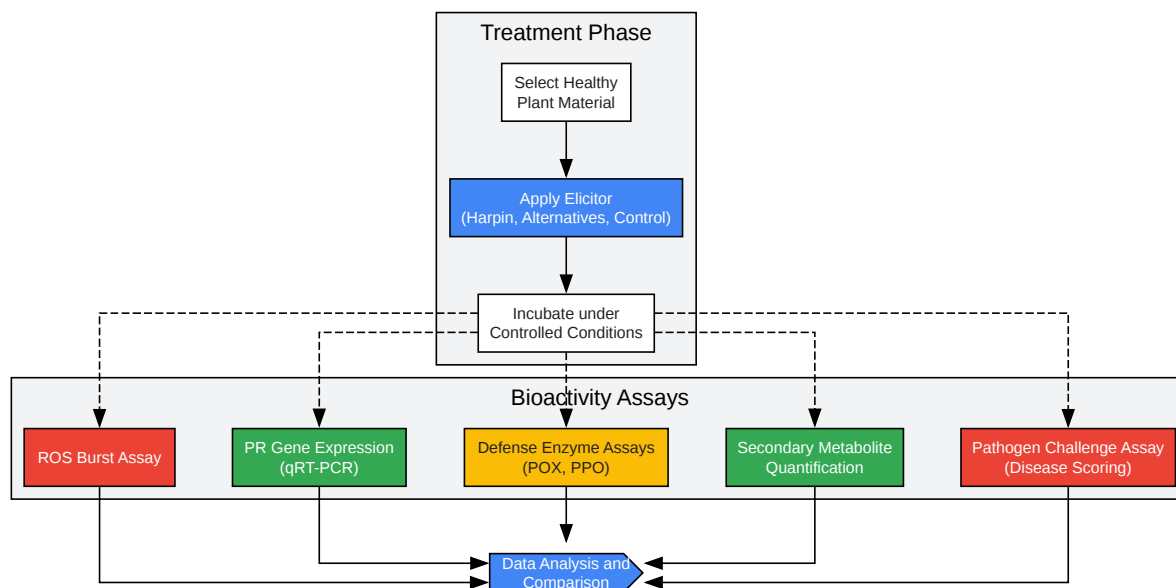 Treatment Phase
Select Healthy
Plant Material
Apply Elicitor
(Harpin, Alternatives, Control)
Incubate under
Controlled Conditions
Bioactivity Assays
ROS Burst Assay
PR Gene Expression
(qRT-PCR)
Defense Enzyme Assays
(POX, PPO)
Secondary Metabolite
Quantification
Pathogen Challenge Assay
(Disease Scoring)
Data Analysis and
Comparison